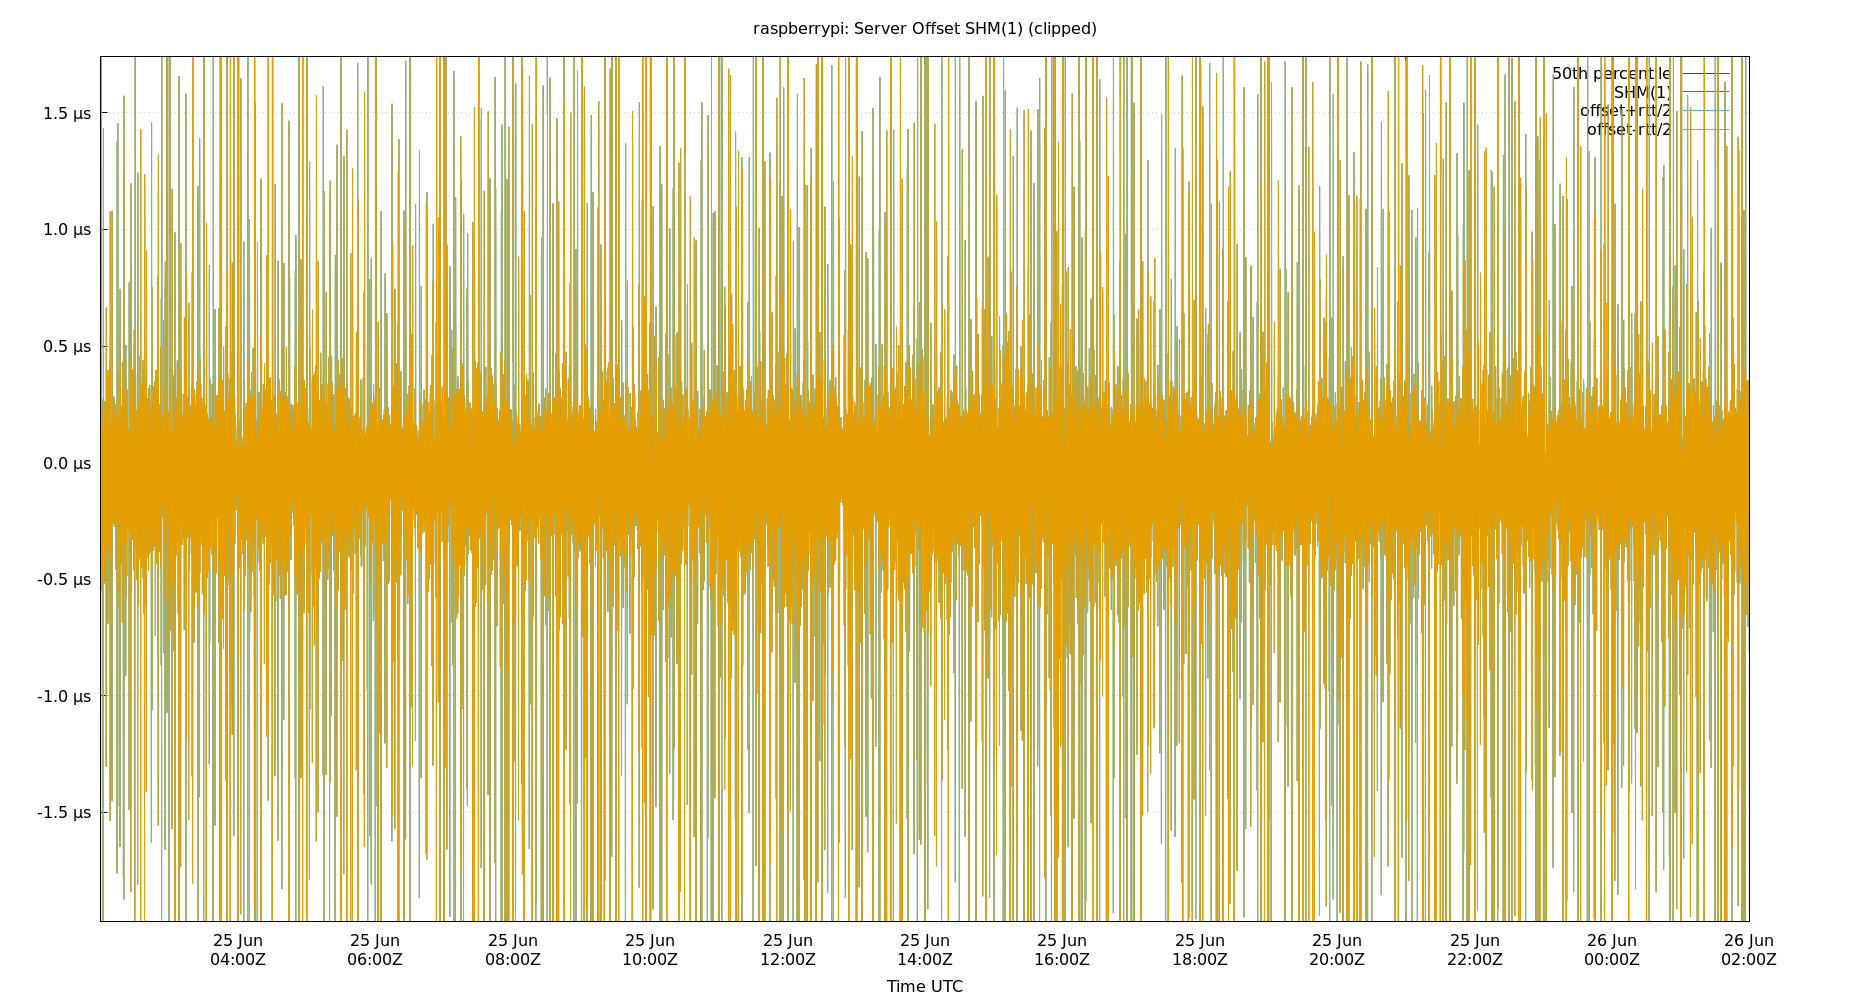 raspberrypi: Server Offset SHM(1) (clipped)
50th percentile
SHM(1)
offset+rtt/2
offset-rtt/2
1.5 µs
1.0 µs
0.5 µs
0.0 µs
-0.5 µs
-1.0 µs
-1.5 µs
25 Jun 25 Jun 25 Jun 25 Jun 25 Jun 25 Jun 25 Jun 25 Jun 25 Jun 25 Jun 26 Jun 26 Jun
04:00Z 06:00Z 08:00Z 10:00Z 12:00Z 14:00Z 16:00Z 18:00Z 20:00Z 22:00Z 00:00Z 02:00Z
Time UTC